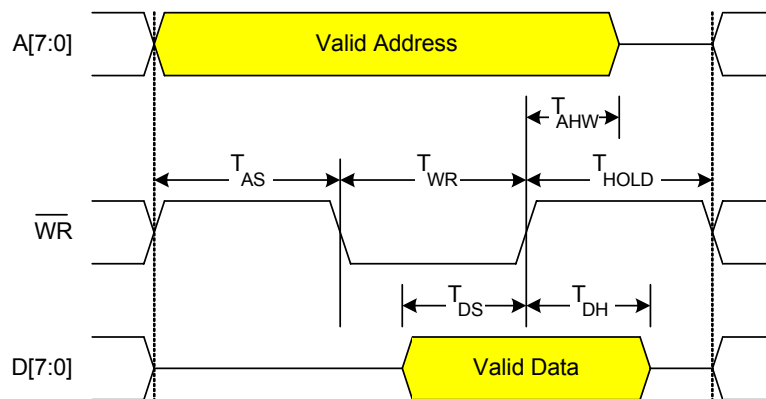 A[7:0] Valid Address
TAHW
TAS TWR THOLD
WR
TDS TDH
D[7:0] Valid Data